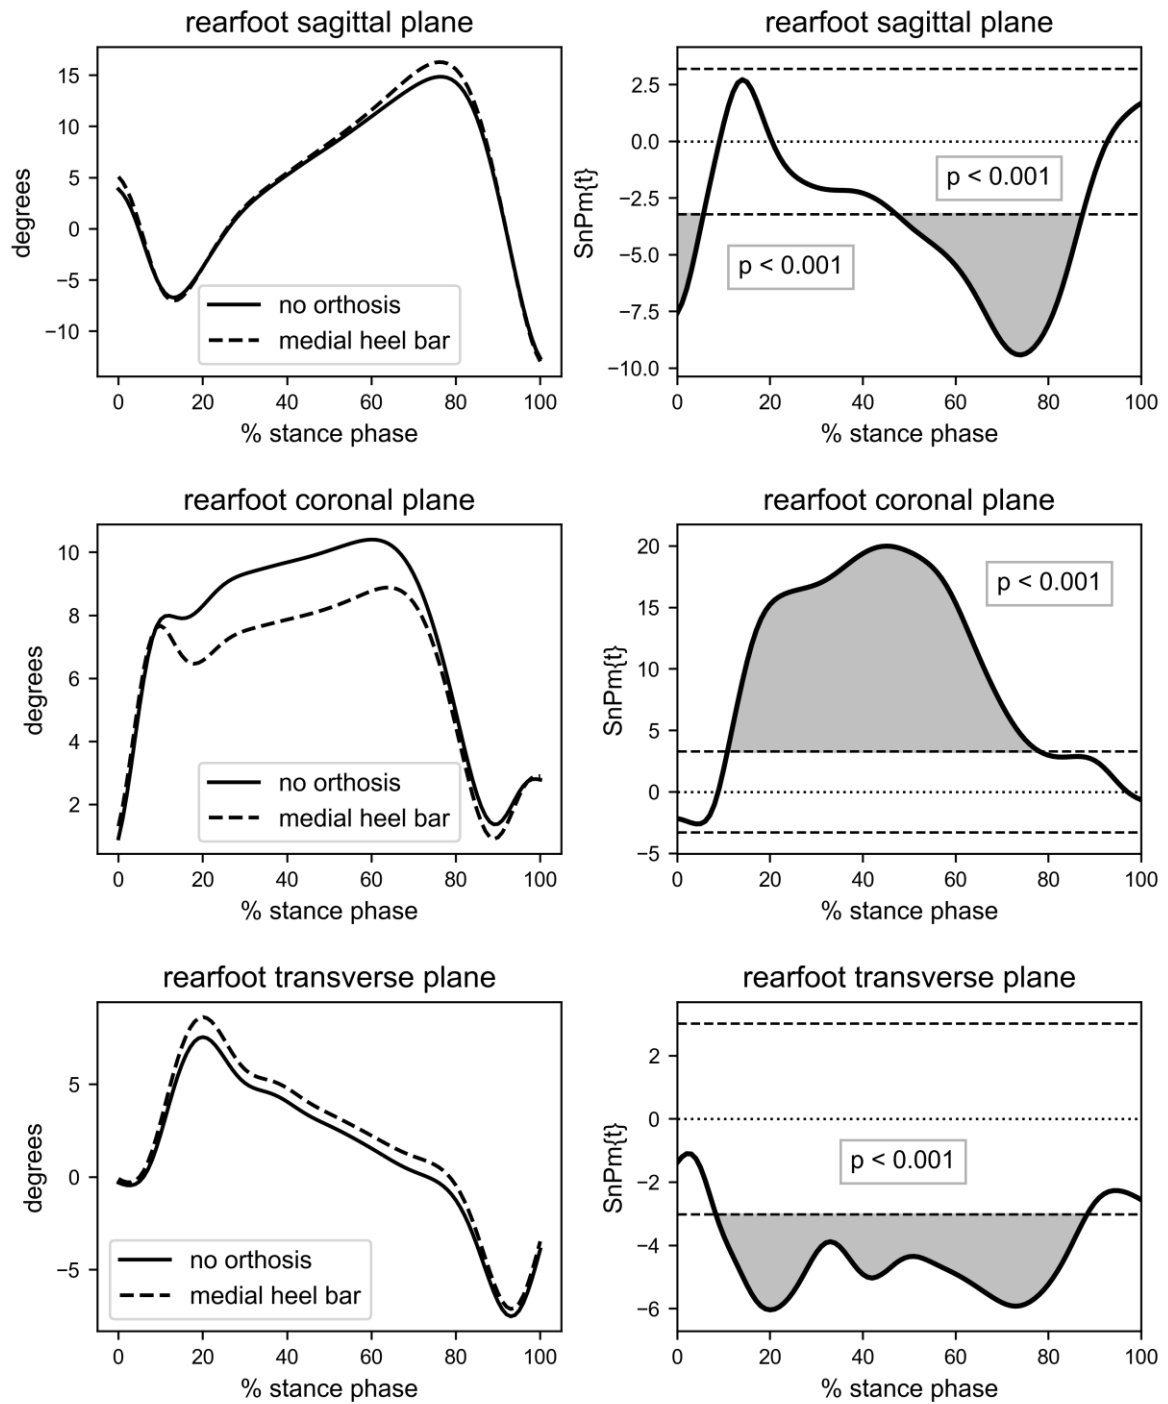 rearfoot sagittal plane
degrees
15
10
5
0
−5
−10
no orthosis
medial heel bar
0 20 40 60 80 100
% stance phase
rearfoot sagittal plane
SnPm{t}
2.5
0.0
−2.5
−5.0
−7.5
−10.0
p < 0.001
p < 0.001
0 20 40 60 80 100
% stance phase
rearfoot coronal plane
degrees
10
8
6
4
2
no orthosis
medial heel bar
0 20 40 60 80 100
% stance phase
rearfoot coronal plane
SnPm{t}
20
15
10
5
0
−5
p < 0.001
0 20 40 60 80 100
% stance phase
rearfoot transverse plane
degrees
5
0
−5
no orthosis
medial heel bar
0 20 40 60 80 100
% stance phase
rearfoot transverse plane
SnPm{t}
2
0
−2
−4
−6
p < 0.001
0 20 40 60 80 100
% stance phase